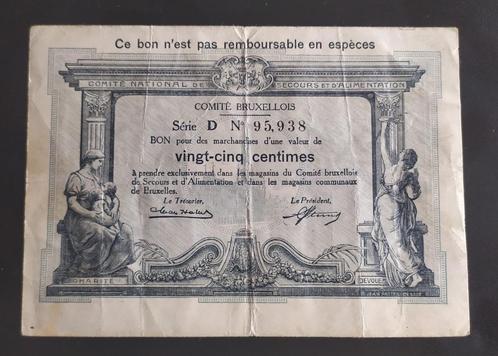 Ce bon n'est pas remboursable en espèces
COMITÉ NATIONAL DE SECOURS ET D'ALIMENTATION
COMITÉ BRUXELLOIS
Série D Nº 95,938
BON pour des marchandises d'une valeur de
vingt-cinq centimes
à prendre exclusivement dans les magasins du Comité bruxellois
de Secours et d'Alimentation et dans les magasins communaux
de Bruxelles.
Le Trésorier, Le Président,
CHARITÉ